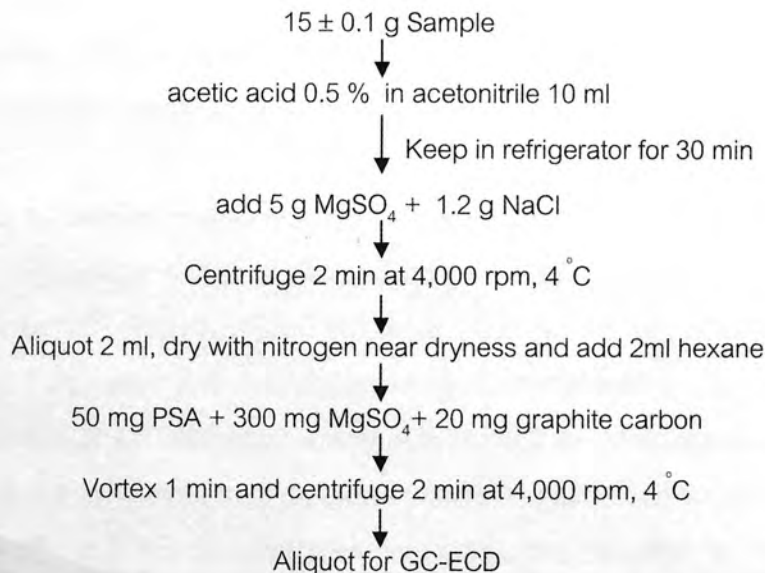 15 ± 0.1 g Sample
acetic acid 0.5 % in acetonitrile 10 ml
Keep in refrigerator for 30 min
add 5 g MgSO₄ + 1.2 g NaCl
Centrifuge 2 min at 4,000 rpm, 4 °C
Aliquot 2 ml, dry with nitrogen near dryness and add 2ml hexane
50 mg PSA + 300 mg MgSO₄+ 20 mg graphite carbon
Vortex 1 min and centrifuge 2 min at 4,000 rpm, 4 °C
Aliquot for GC-ECD